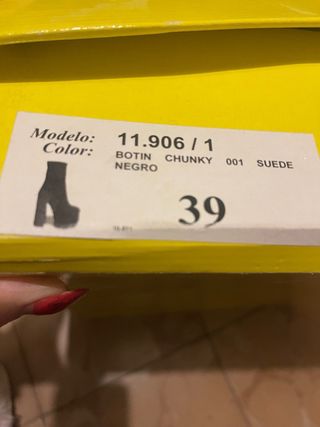 Modelo: 11.906 / 1
Color: BOTIN CHUNKY 001 SUEDE
NEGRO
39